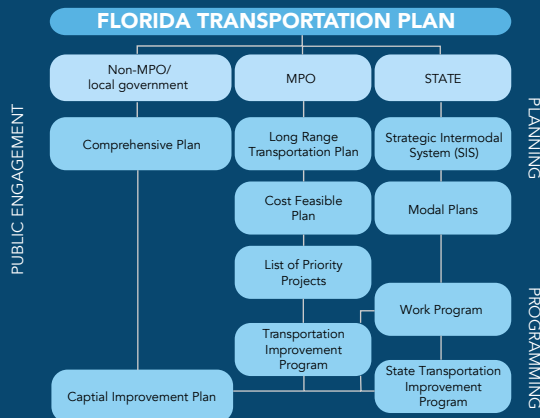 FLORIDA TRANSPORTATION PLAN
Non-MPO/
local government
MPO
STATE
Comprehensive Plan
Long Range
Transportation Plan
Strategic Intermodal
System (SIS)
Cost Feasible
Plan
Modal Plans
List of Priority
Projects
Work Program
Transportation
Improvement
Program
State Transportation
Improvement
Program
Captial Improvement Plan
PUBLIC ENGAGEMENT
PLANNING
PROGRAMMING